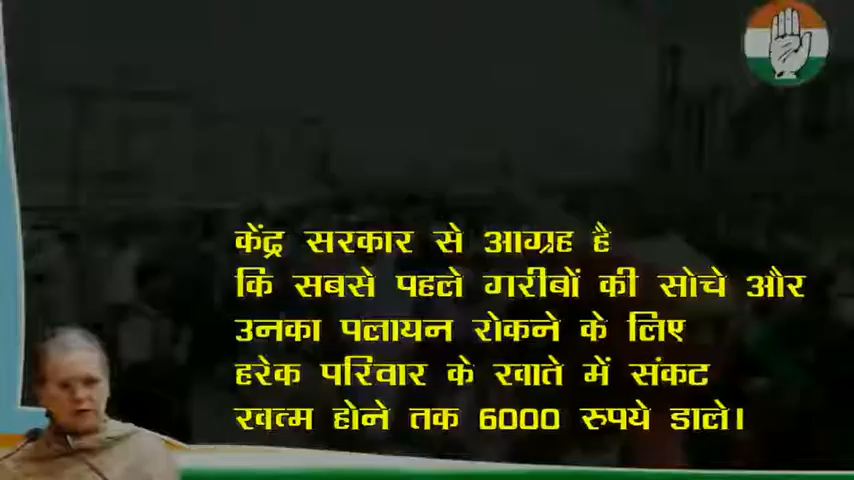 केंद्र सरकार से आग्रह है
कि सबसे पहले गरीबों की सोचे और
उनका पलायन रोकने के लिए
हरेक परिवार के खाते में संकट
खत्म होने तक 6000 रुपये डाले।